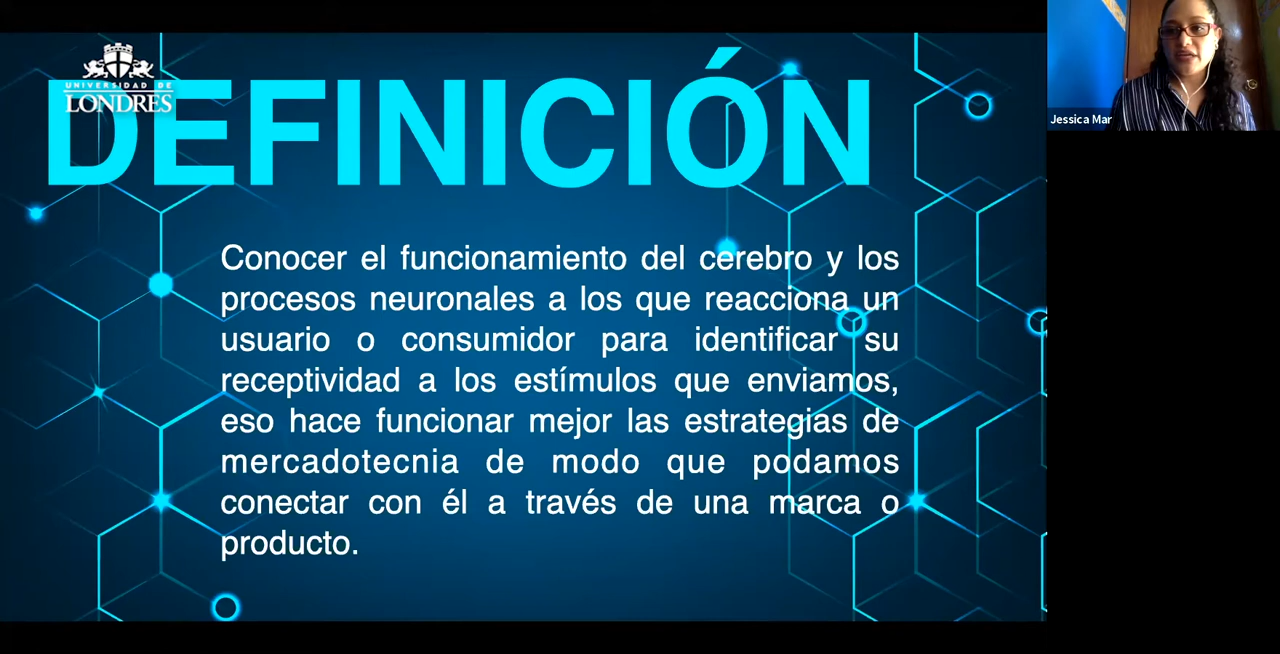 UNIVERSIDAD DE
LONDRES
DEFINICIÓN
Conocer el funcionamiento del cerebro y los
procesos neuronales a los que reacciona un
usuario o consumidor para identificar su
receptividad a los estímulos que enviamos,
eso hace funcionar mejor las estrategias de
mercadotecnia de modo que podamos
conectar con él a través de una marca o
producto.
Jessica Mar